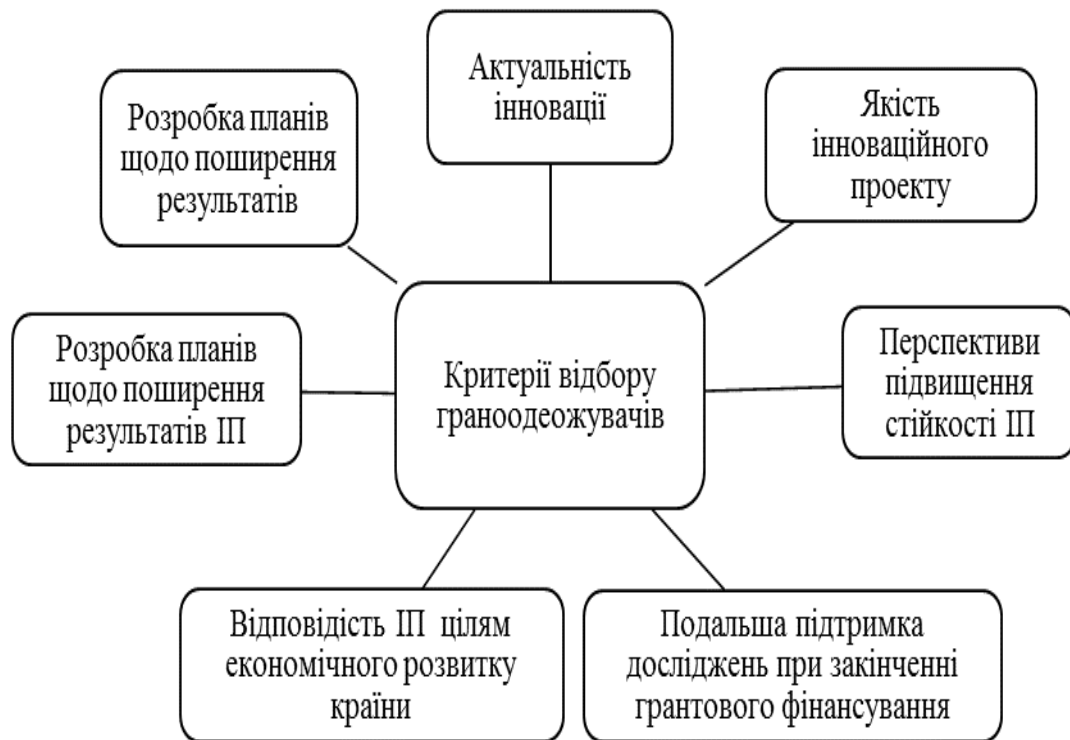 Актуальність
інновації
Розробка планів
щодо поширення
результатів
Якість
інноваційного
проекту
Розробка планів
щодо поширення
результатів ІП
Критерії відбору
граноодеожувачів
Перспективи
підвищення
стійкості ІП
Відповідість ІП цілям
економічного розвитку
країни
Подальша підтримка
досліджень при закінченні
грантового фінансування